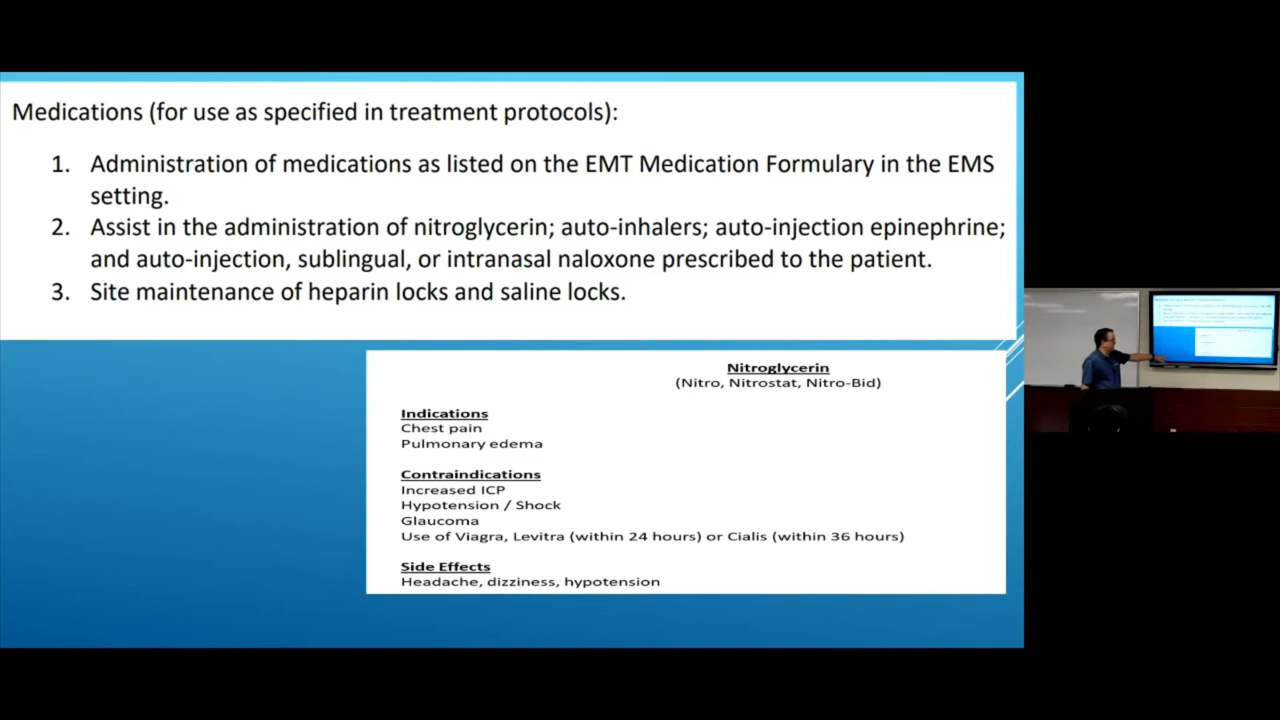 Medications (for use as specified in treatment protocols):
1. Administration of medications as listed on the EMT Medication Formulary in the EMS
setting.
2. Assist in the administration of nitroglycerin; auto-inhalers; auto-injection epinephrine;
and auto-injection, sublingual, or intranasal naloxone prescribed to the patient.
3. Site maintenance of heparin locks and saline locks.
Nitroglycerin
(Nitro, Nitrostat, Nitro-Bid)
Indications
Chest pain
Pulmonary edema
Contraindications
Increased ICP
Hypotension / Shock
Glaucoma
Use of Viagra, Levitra (within 24 hours) or Cialis (within 36 hours)
Side Effects
Headache, dizziness, hypotension